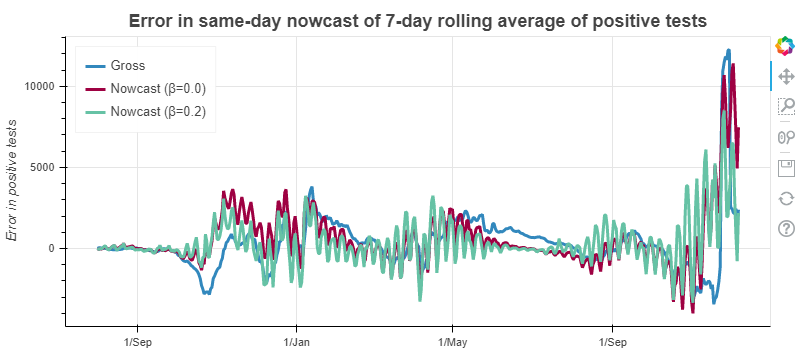 Error in same-day nowcast of 7-day rolling average of positive tests
Gross
Nowcast (β=0.0)
Nowcast (β=0.2)
Error in positive tests
10000
5000
0
1/Sep
1/Jan
1/May
1/Sep